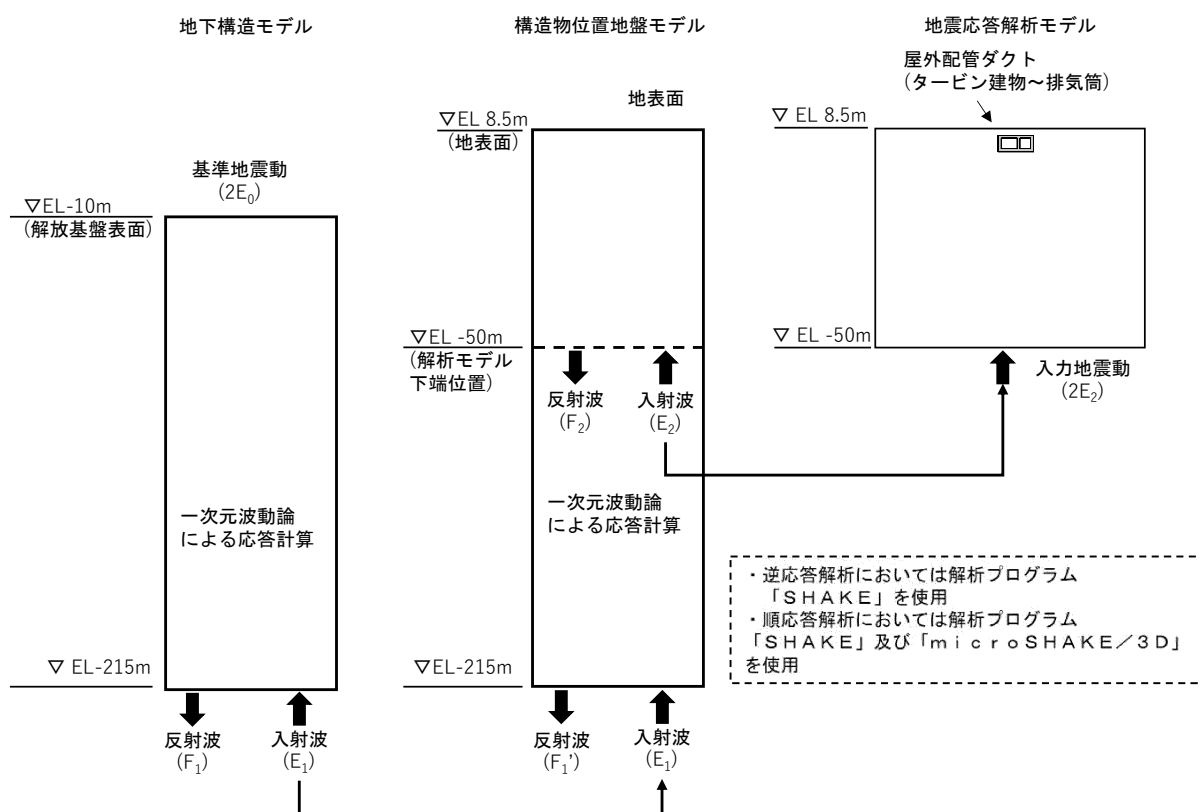 地下構造モデル
基準地震動
(2E₀)
▽EL-10m
(解放基盤表面)
一次元波動論
による応答計算
▽ EL-215m
反射波
(F₁)
入射波
(E₁)
構造物位置地盤モデル
地表面
▽EL 8.5m
(地表面)
▽EL -50m
(解析モデル
下端位置)
反射波
(F₂)
入射波
(E₂)
一次元波動論
による応答計算
▽EL-215m
反射波
(F₁')
入射波
(E₁)
地震応答解析モデル
屋外配管ダクト
(タービン建物~排気筒)
▽ EL 8.5m
▽ EL -50m
入力地震動
(2E₂)
・逆応答解析においては解析プログラム
「SHAKE」を使用
・順応答解析においては解析プログラム
「SHAKE」及び「microSHAKE/3D」
を使用